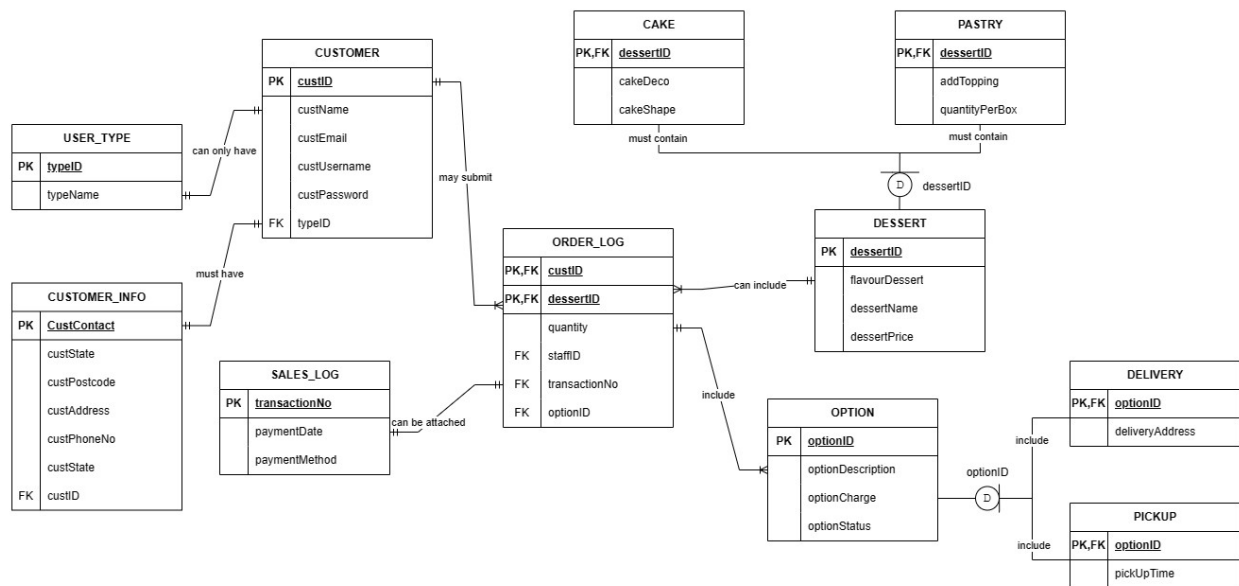 CAKE
PK,FK dessertID
cakeDeco
cakeShape
PASTRY
PK,FK dessertID
addTopping
quantityPerBox
must contain
must contain
D
dessertID
CUSTOMER
PK custID
custName
custEmail
custUsername
custPassword
FK typeID
USER_TYPE
PK typeID
typeName
can only have
may submit
must have
CUSTOMER_INFO
PK CustContact
custState
custPostcode
custAddress
custPhoneNo
custState
FK custID
ORDER_LOG
PK,FK custID
PK,FK dessertID
quantity
FK staffID
FK transactionNo
FK optionID
can include
DESSERT
PK dessertID
flavourDessert
dessertName
dessertPrice
SALES_LOG
PK transactionNo
paymentDate
paymentMethod
can be attached
include
OPTION
PK optionID
optionDescription
optionCharge
optionStatus
optionID
D
include
include
DELIVERY
PK,FK optionID
deliveryAddress
PICKUP
PK,FK optionID
pickUpTime